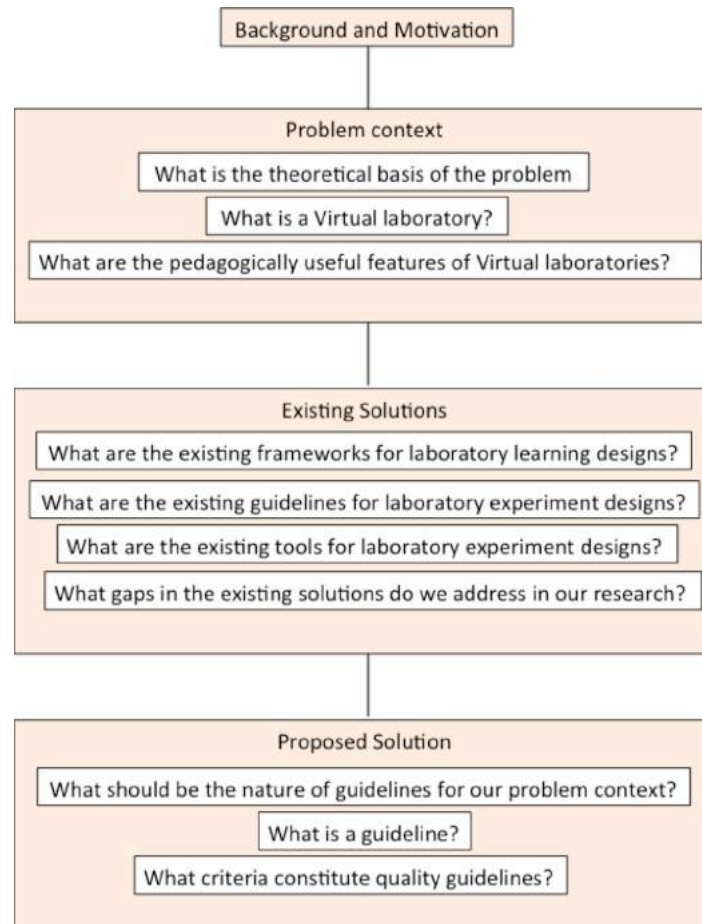 Background and Motivation
Problem context
What is the theoretical basis of the problem
What is a Virtual laboratory?
What are the pedagogically useful features of Virtual laboratories?
Existing Solutions
What are the existing frameworks for laboratory learning designs?
What are the existing guidelines for laboratory experiment designs?
What are the existing tools for laboratory experiment designs?
What gaps in the existing solutions do we address in our research?
Proposed Solution
What should be the nature of guidelines for our problem context?
What is a guideline?
What criteria constitute quality guidelines?